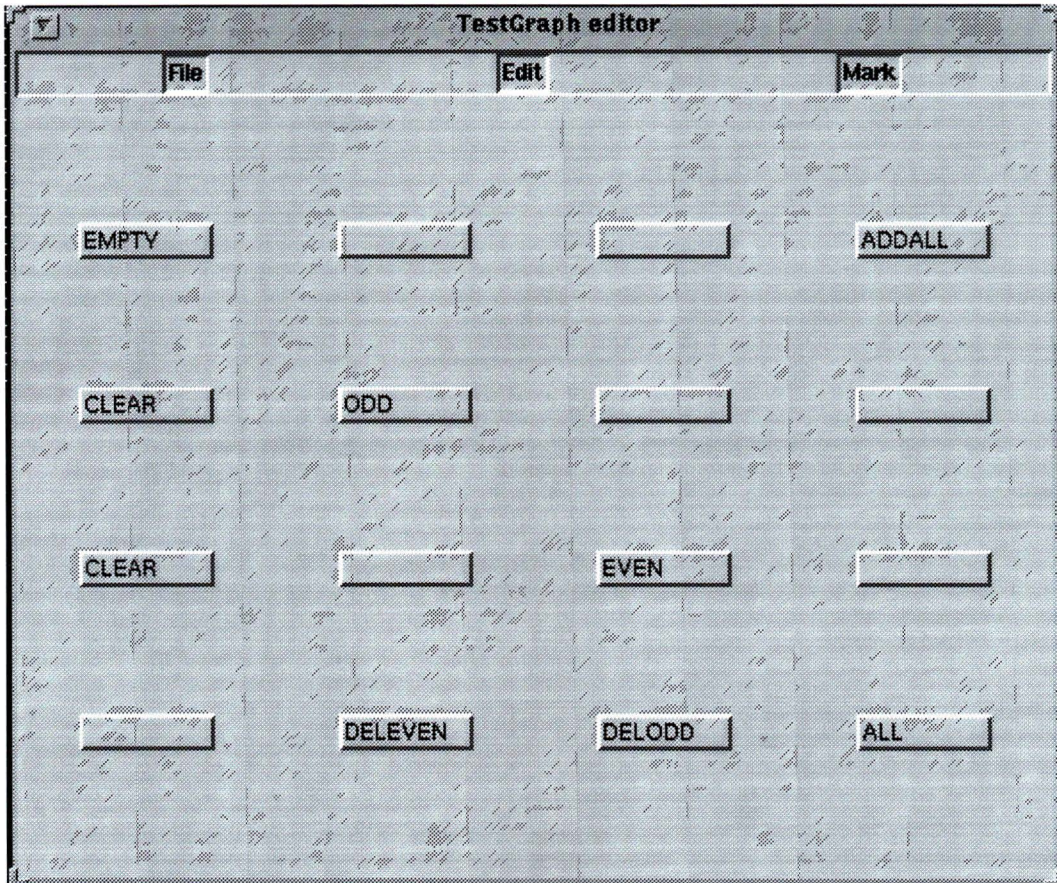 TestGraph editor
File Edit Mark
EMPTY ADDALL
CLEAR ODD
CLEAR EVEN
DELEVEN DELODD ALL